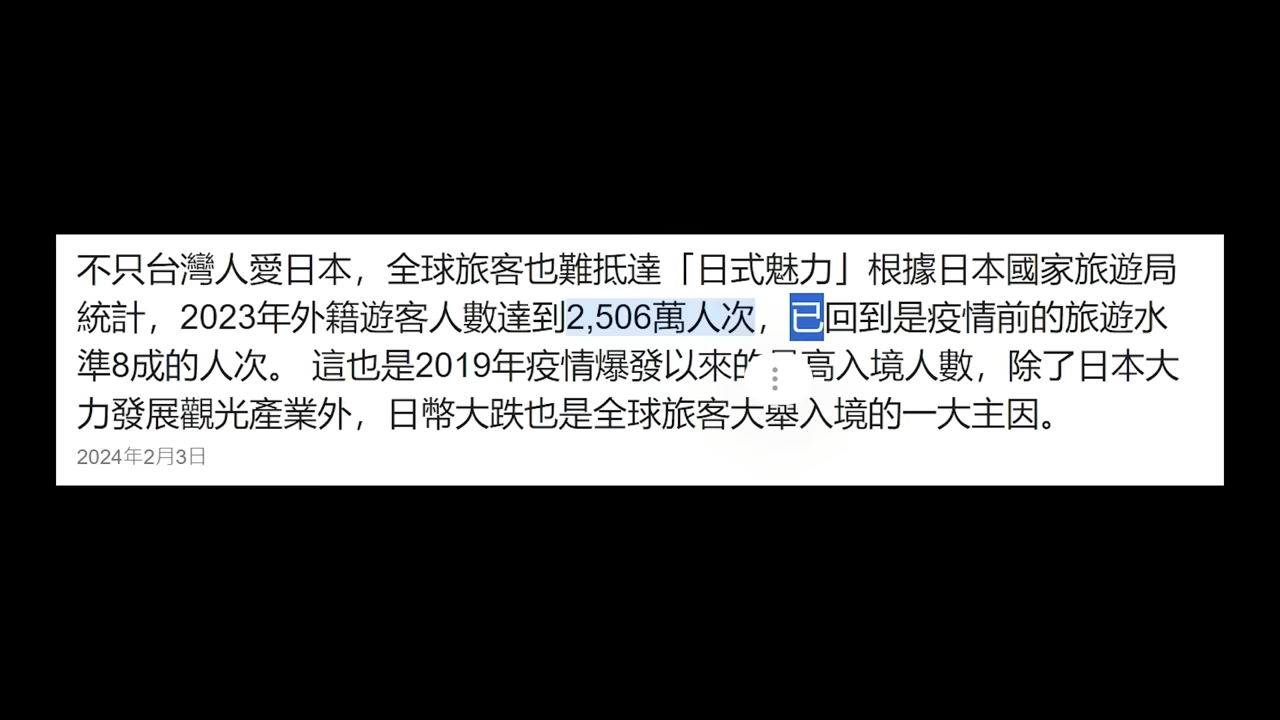 不只台灣人愛日本，全球旅客也難抵達「日式魅力」根據日本國家旅遊局
統計，2023年外籍遊客人數達到2,506萬人次，已回到是疫情前的旅遊水
準8成的人次。 這也是2019年疫情爆發以來的高入境人數，除了日本大
力發展觀光產業外，日幣大跌也是全球旅客大舉入境的一大主因。
2024年2月3日